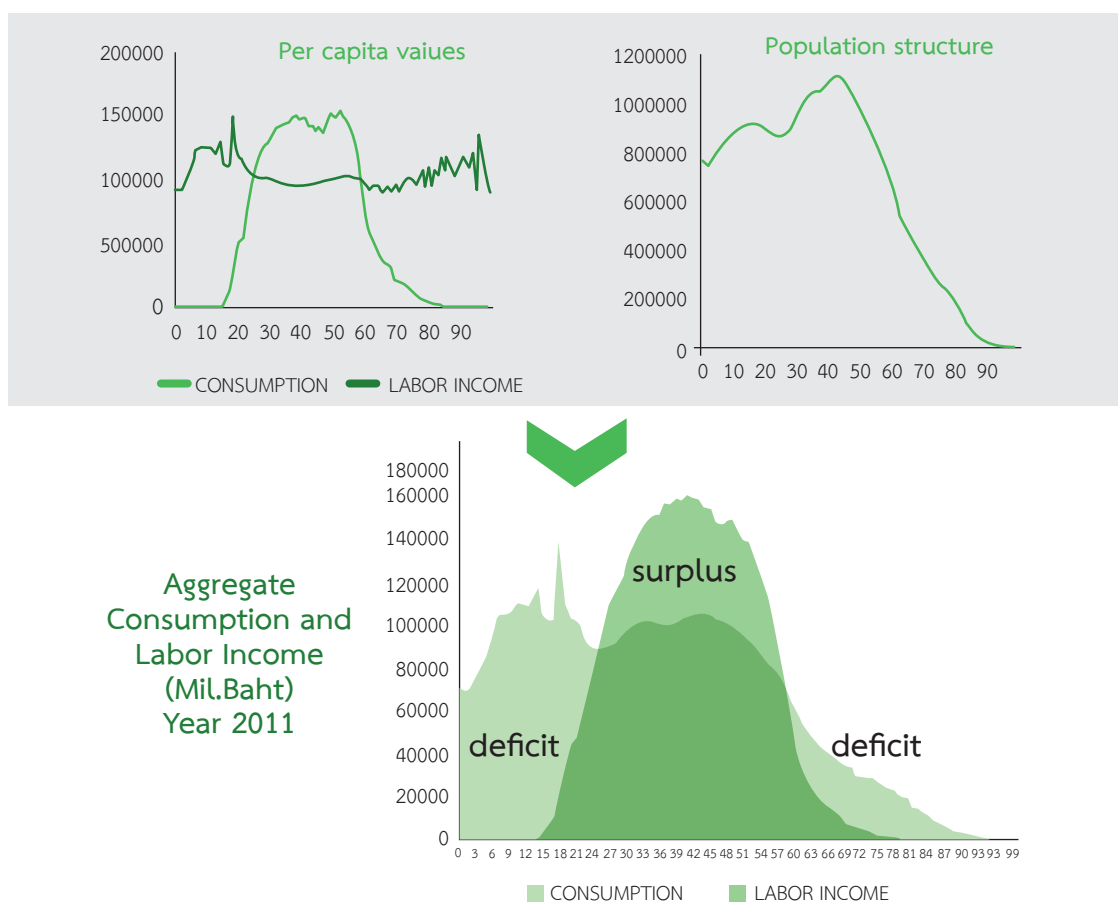 Per capita vaiues
200000
150000
100000
500000
0
0 10 20 30 40 50 60 70 80 90
CONSUMPTION LABOR INCOME
Population structure
1200000
1000000
800000
600000
400000
200000
0
0 10 20 30 40 50 60 70 80 90
Aggregate
Consumption and
Labor Income
(Mil.Baht)
Year 2011
180000
160000
140000
120000
100000
80000
60000
40000
20000
0
surplus
deficit
deficit
0 3 6 9 12 15 18 21 24 27 30 33 36 39 42 45 48 51 54 57 60 63 66 69 72 75 78 81 84 87 90 93 93 99
CONSUMPTION LABOR INCOME